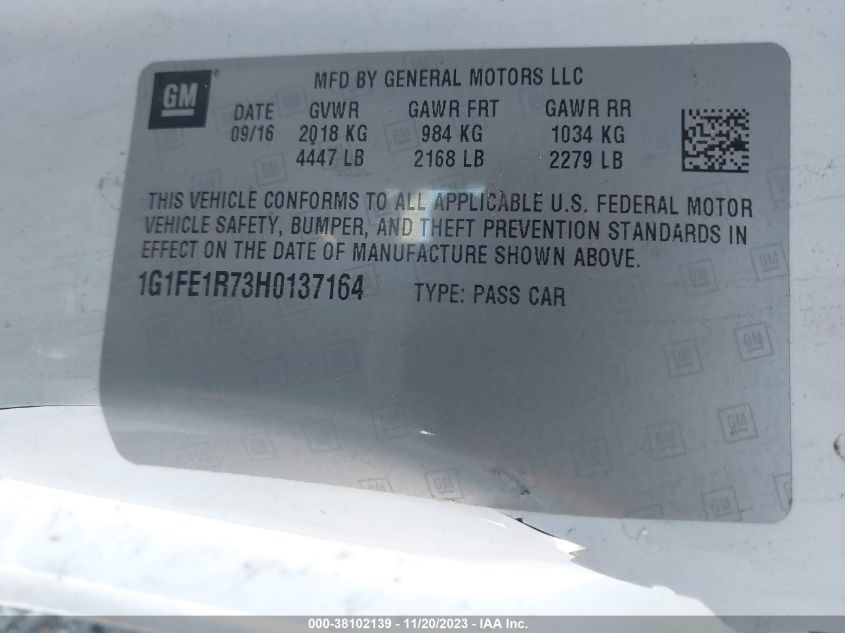 GM ® MFD BY GENERAL MOTORS LLC
DATE GVWR GAWR FRT GAWR RR
09/16 2018 KG 984 KG 1034 KG
4447 LB 2168 LB 2279 LB
THIS VEHICLE CONFORMS TO ALL APPLICABLE U.S. FEDERAL MOTOR
VEHICLE SAFETY, BUMPER, AND THEFT PREVENTION STANDARDS IN
EFFECT ON THE DATE OF MANUFACTURE SHOWN ABOVE.
1G1FE1R73H0137164 TYPE: PASS CAR
000-38102139 - 11/20/2023 - IAA Inc.